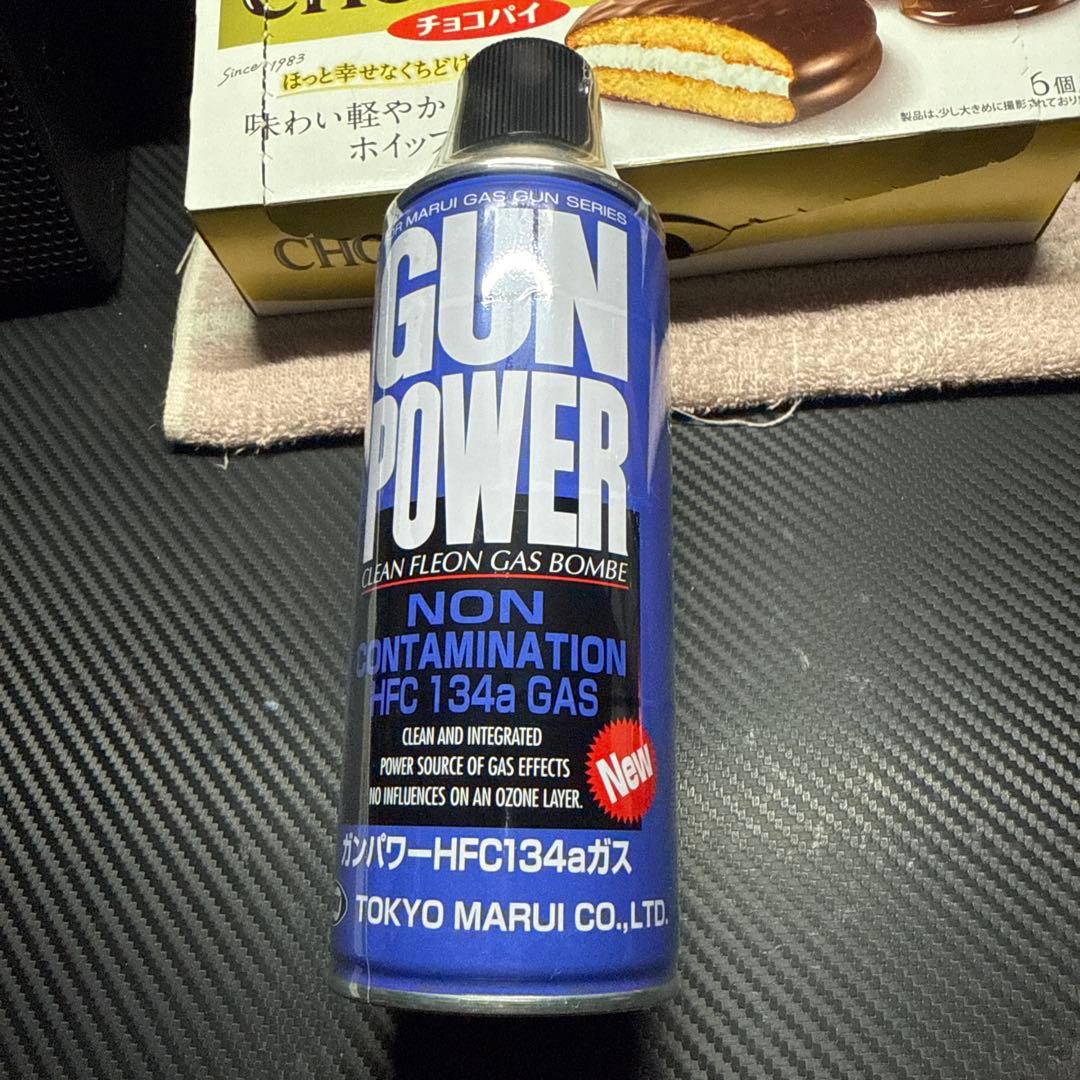 チョコパイ
Since 1983
ほっと幸せなくちどけ
味わい軽やか
ホイップ
6個
製品は、少し大きめに撮影されており
CHO
MARUI GAS GUN SERIES
GUN
POWER
CLEAN FLEON GAS BOMBE
NON
CONTAMINATION
HFC 134a GAS
CLEAN AND INTEGRATED
POWER SOURCE OF GAS EFFECTS
NO INFLUENCES ON AN OZONE LAYER.
New
ガンパワーHFC134aガス
TOKYO MARUI CO.,LTD.